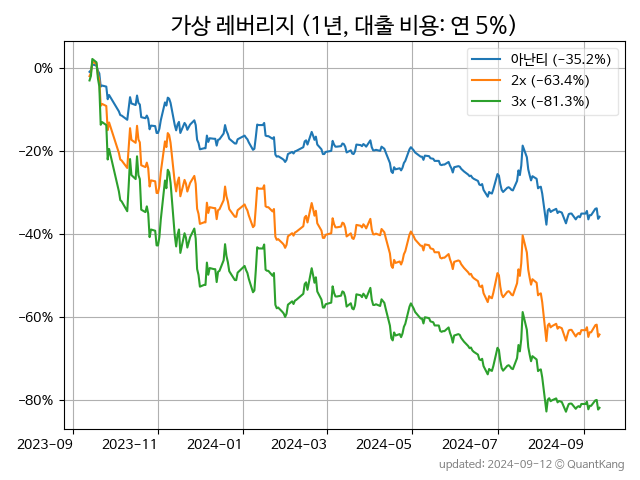 가상 레버리지 (1년, 대출 비용: 연 5%)
아난티 (−35.2%)
2x (−63.4%)
3x (−81.3%)
0%
−20%
−40%
−60%
−80%
2023−09 2023−11 2024−01 2024−03 2024−05 2024−07 2024−09
updated: 2024-09-12 © QuantKang